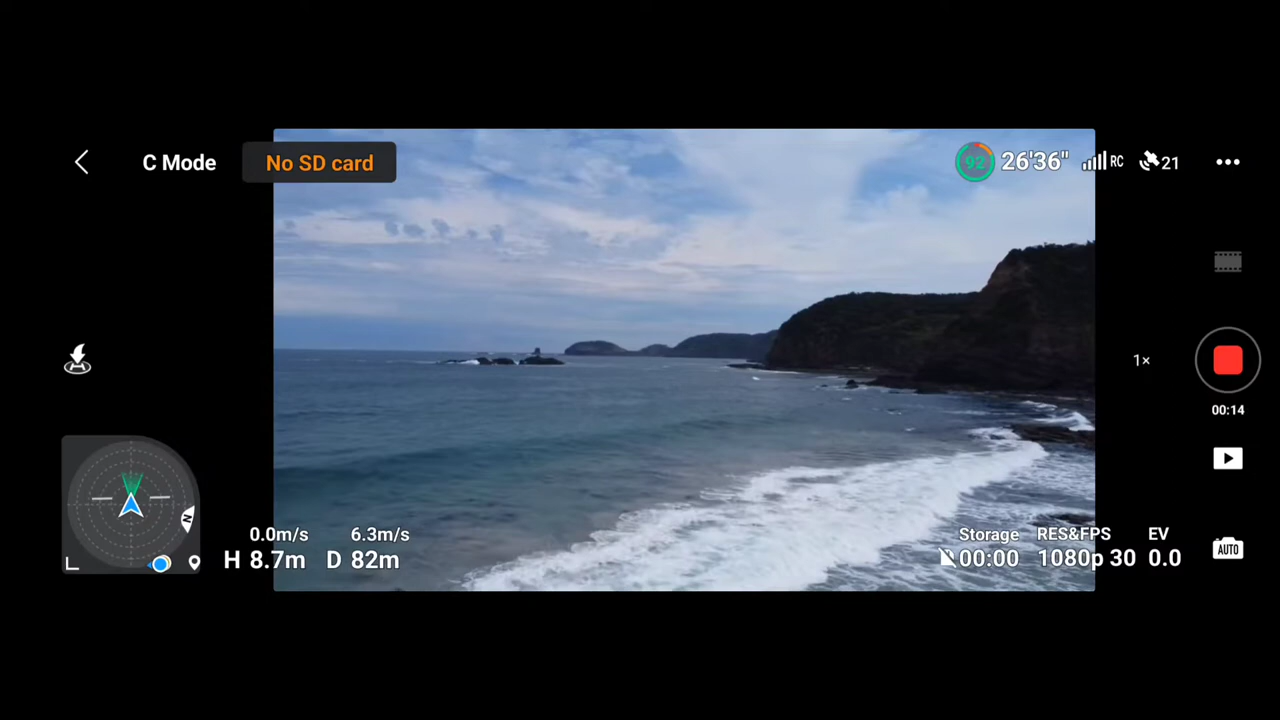 C Mode
No SD card
92
26'36"
RC
21
1×
00:14
N
0.0m/s
6.3m/s
H 8.7m
D 82m
Storage
RES&FPS
EV
00:00
1080p 30
0.0
AUTO